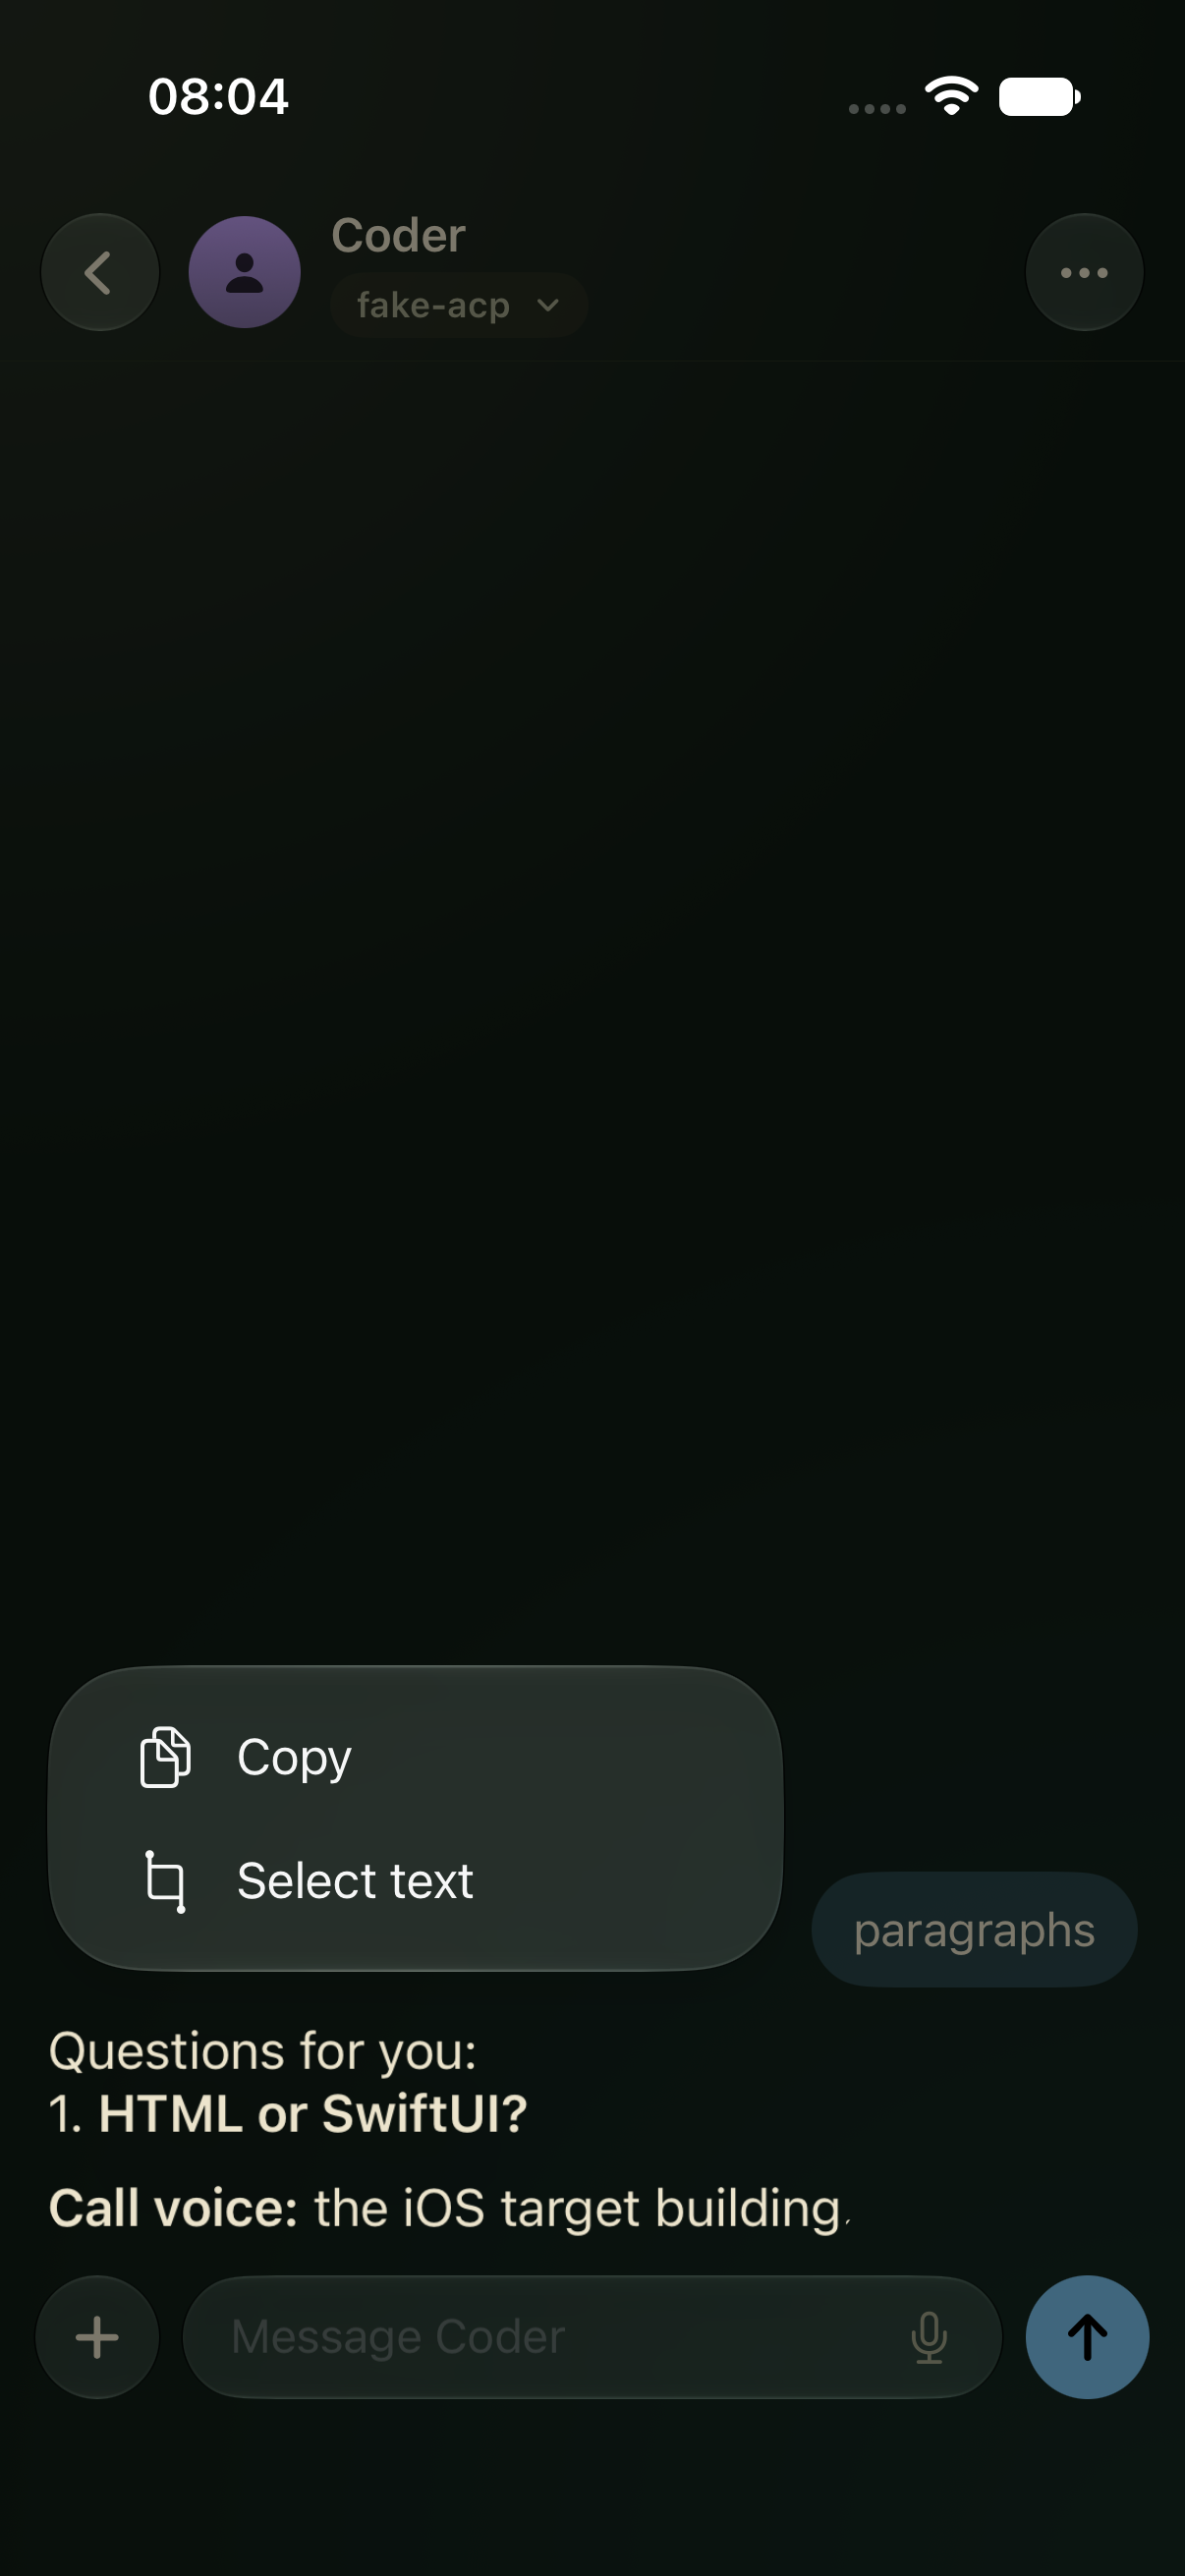 08:04
Coder
fake-acp
Copy
Select text
paragraphs
Questions for you:
1. HTML or SwiftUI?
Call voice: the iOS target building.
Message Coder